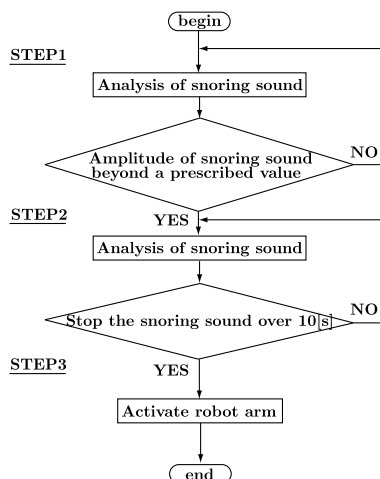 begin
STEP1
Analysis of snoring sound
Amplitude of snoring sound
beyond a prescribed value
NO
YES
STEP2
Analysis of snoring sound
Stop the snoring sound over 10[s]
NO
YES
STEP3
Activate robot arm
end